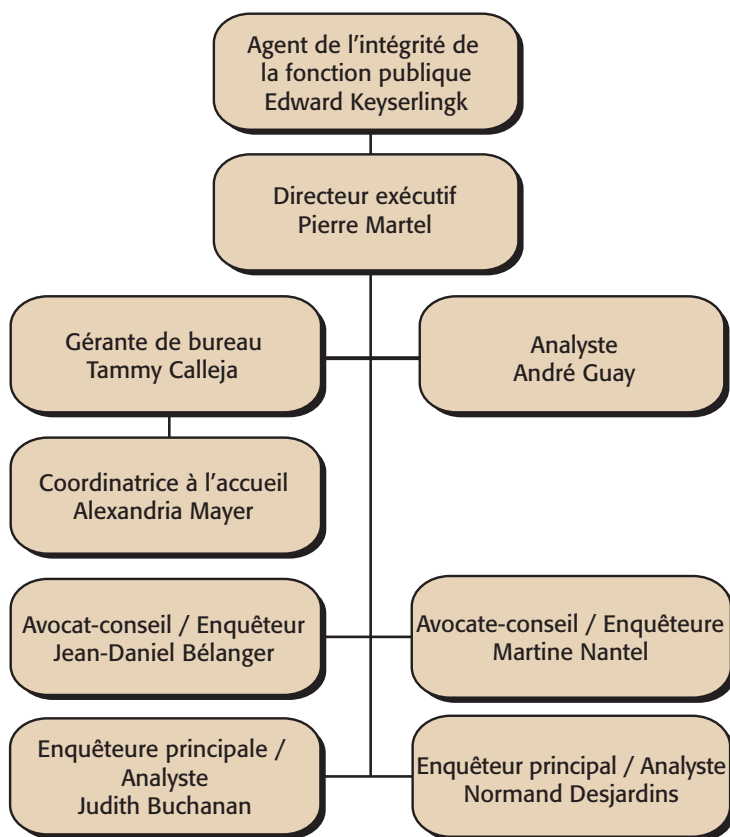 Agent de l’intégrité de
la fonction publique
Edward Keyserlingk
Directeur exécutif
Pierre Martel
Gérante de bureau
Tammy Calleja
Analyste
André Guay
Coordinatrice à l’accueil
Alexandria Mayer
Avocat-conseil / Enquêteur
Jean-Daniel Bélanger
Avocate-conseil / Enquêteure
Martine Nantel
Enquêteure principale /
Analyste
Judith Buchanan
Enquêteur principal / Analyste
Normand Desjardins